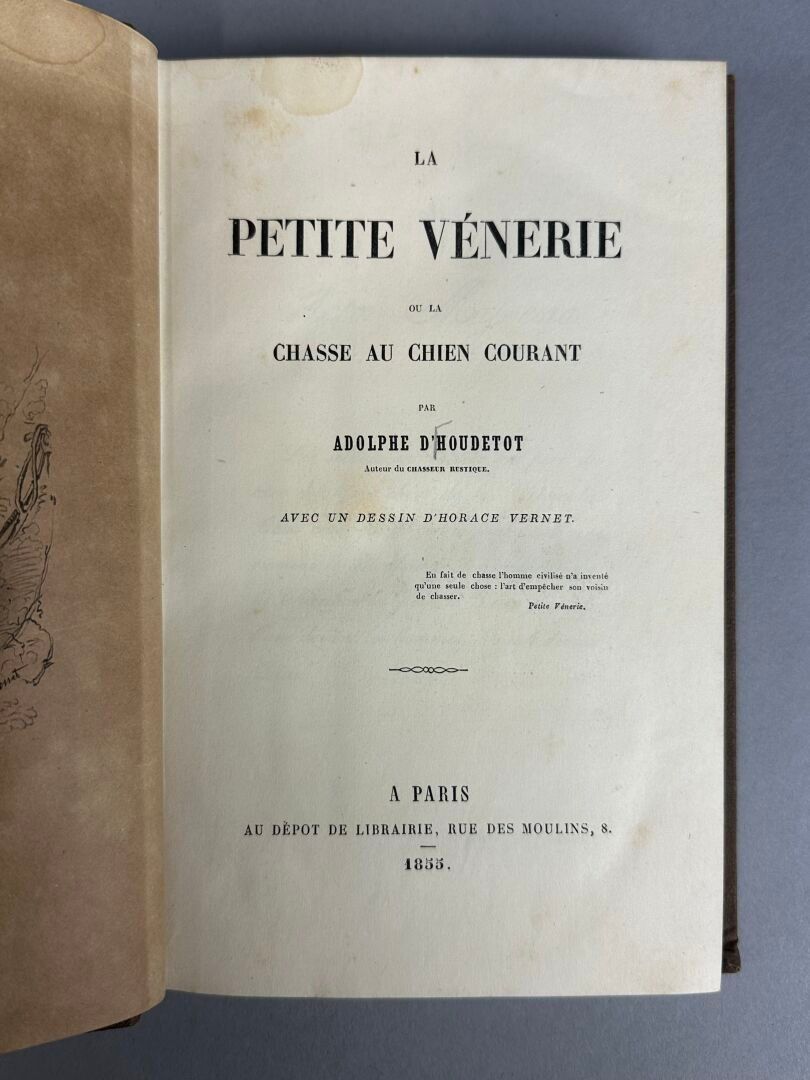 LA
PETITE VÉNERIE
OU LA
CHASSE AU CHIEN COURANT
PAR
ADOLPHE D'HOUDETOT
Auteur du CHASSEUR RUSTIQUE.
AVEC UN DESSIN D'HORACE VERNET.
En fait de chasse l'homme civilisé n'a inventé
qu'une seule chose : l'art d'empêcher son voisin
de chasser.
Petite Vénerie.
A PARIS
AU DÉPOT DE LIBRAIRIE, RUE DES MOULINS, 8.
1855.